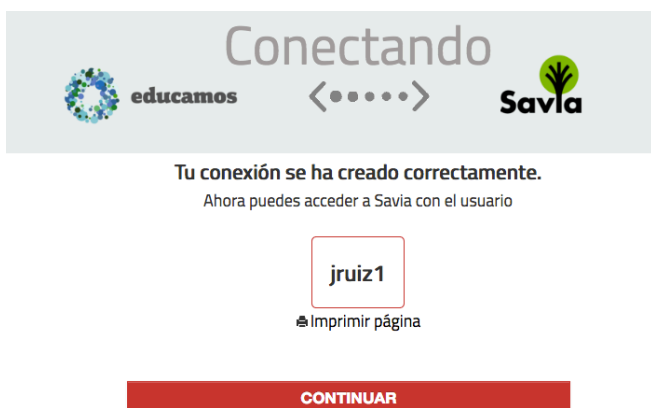 Conectando
educamos
Savia
Tu conexión se ha creado correctamente.
Ahora puedes acceder a Savia con el usuario
jruiz1
Imprimir página
CONTINUAR